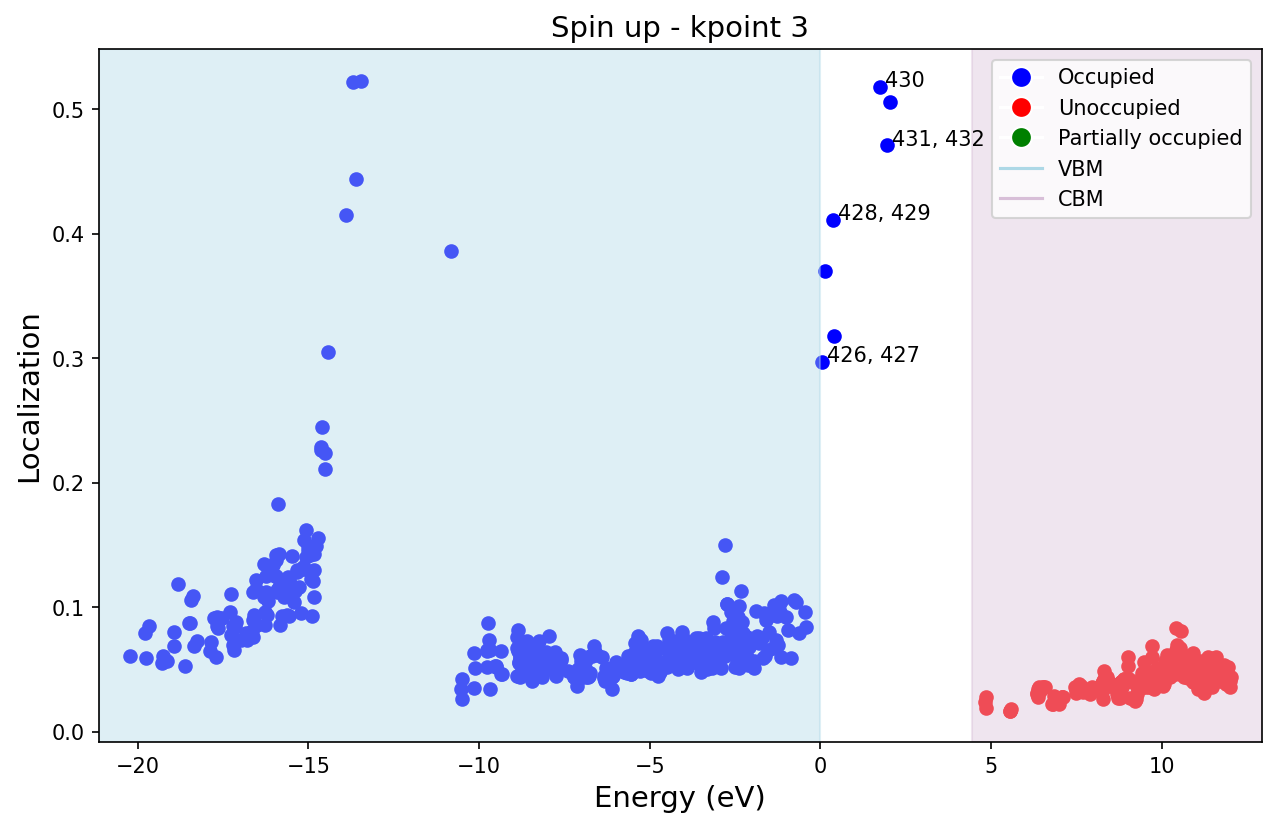 Spin up - kpoint 3
Localization
0.5
0.4
0.3
0.2
0.1
0.0
430
431, 432
428, 429
426, 427
Occupied
Unoccupied
Partially occupied
VBM
CBM
−20
−15
−10
−5
0
5
10
Energy (eV)